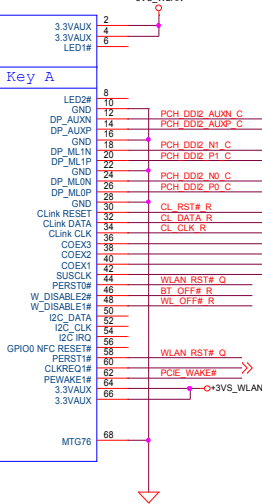 3.3VAUX 2
3.3VAUX 4
LED1# 6
Key A
LED2# 8
GND 10
DP_AUXN 12 PCH_DDI2_AUXN_C
DP_AUXP 14 PCH_DDI2_AUXP_C
GND 16
DP_ML1N 18 PCH_DDI2_N1_C
DP_ML1P 20 PCH_DDI2_P1_C
GND 22
DP_ML0N 24 PCH_DDI2_N0_C
DP_ML0P 26 PCH_DDI2_P0_C
GND 28
CLink RESET 30 CL_RST#_R
CLink DATA 32 CL_DATA_R
CLink CLK 34 CL_CLK_R
COEX3 36
COEX2 38
COEX1 40
SUSCLK 42
PERST0# 44 WLAN_RST#_Q
W_DISABLE2# 46 BT_OFF#_R
W_DISABLE1# 48 WL_OFF#_R
I2C_DATA 50
I2C_CLK 52
I2C IRQ 54
GPIO0 NFC RESET# 56
PERST1# 58 WLAN_RST#_Q
CLKREQ1# 60
PEWAKE1# 62 PCIE_WAKE#
3.3VAUX 64 +3VS_WLAN
3.3VAUX 66
MTG76 68